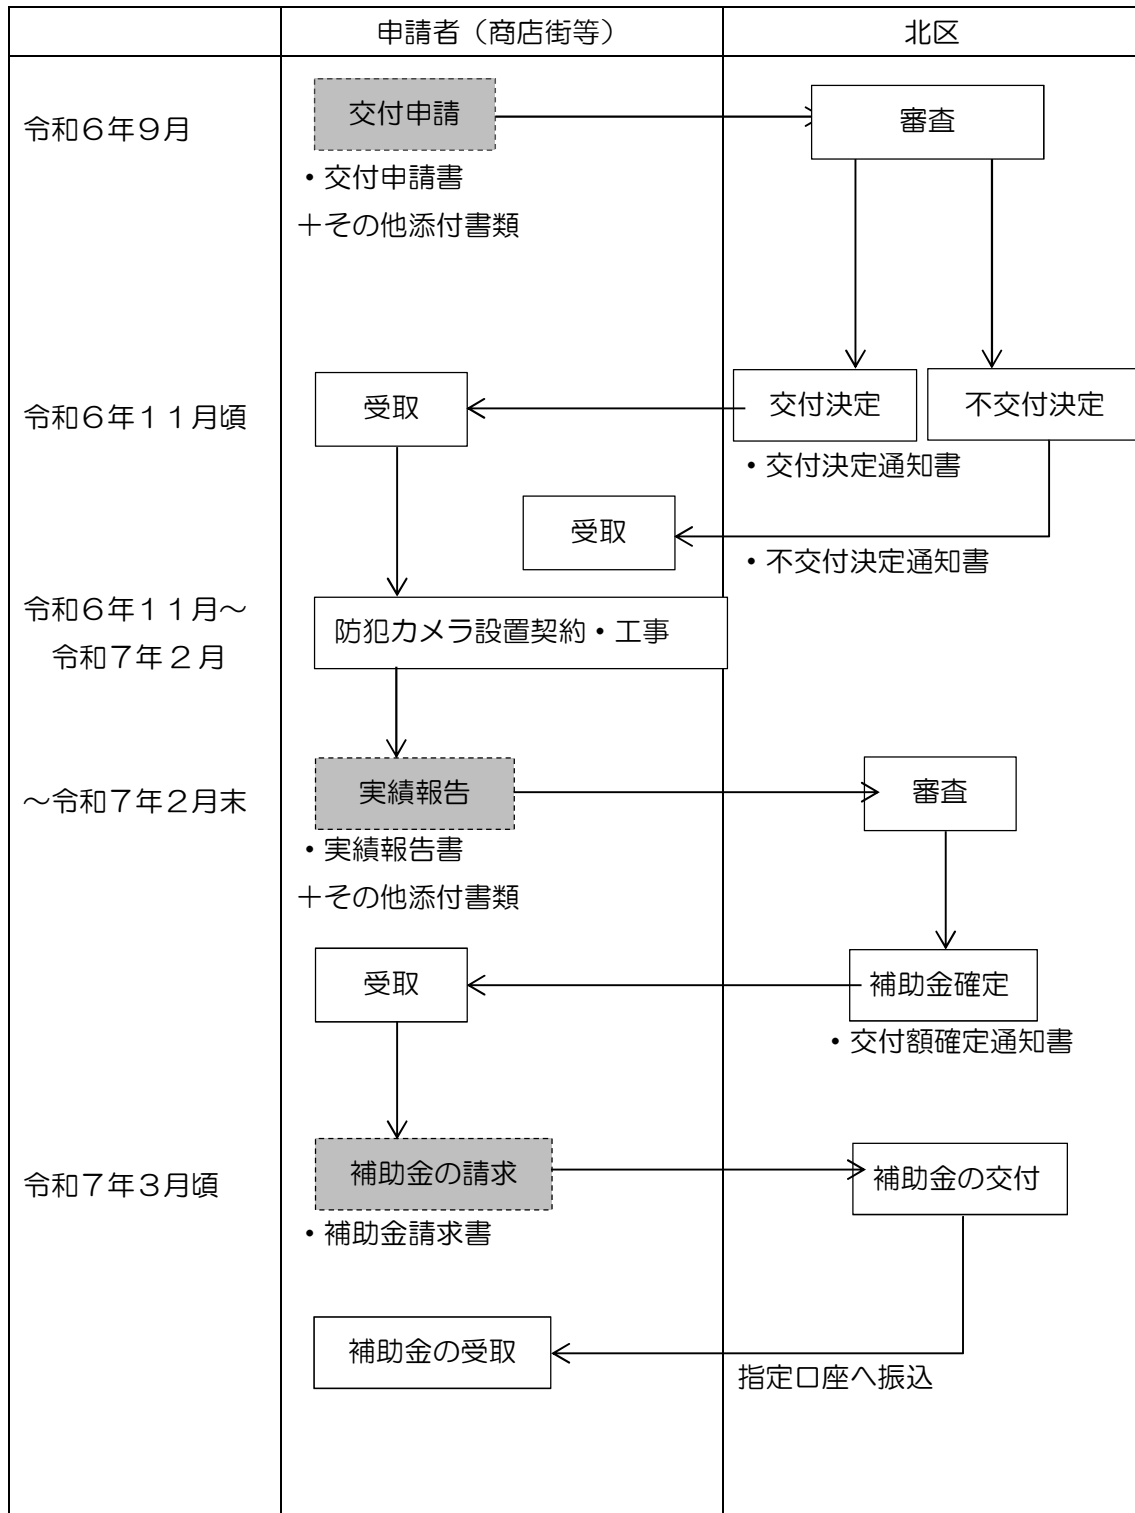 申請者（商店街等）
北区
令和６年９月
交付申請
審査
・交付申請書
＋その他添付書類
令和６年１１月頃
受取
交付決定
不交付決定
・交付決定通知書
受取
・不交付決定通知書
令和６年１１月～
令和７年２月
防犯カメラ設置契約・工事
～令和７年２月末
実績報告
審査
・実績報告書
＋その他添付書類
受取
補助金確定
・交付額確定通知書
令和７年３月頃
補助金の請求
補助金の交付
・補助金請求書
補助金の受取
指定口座へ振込